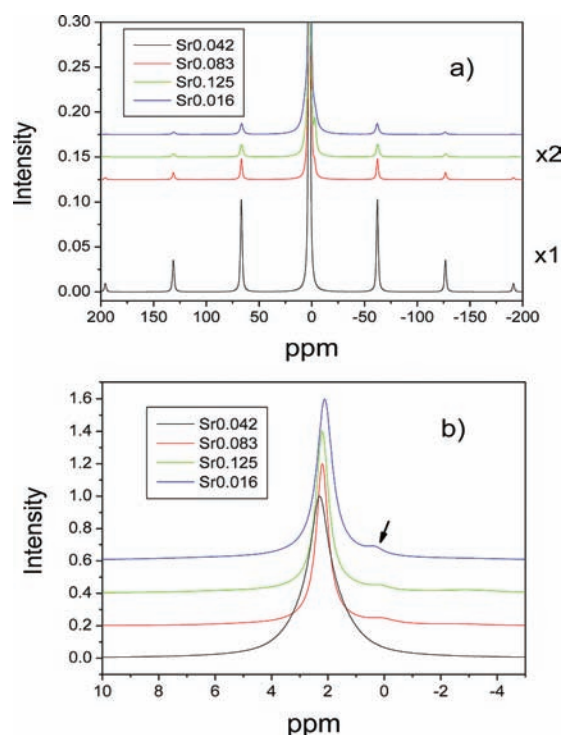 0.30
Sr0.042
Sr0.083
Sr0.125
Sr0.016
a)
0.25
0.20
Intensity
0.15
x2
0.10
0.05
x1
0.00
200 150 100 50 0 -50 -100 -150 -200
ppm
1.6
Sr0.042
Sr0.083
Sr0.125
Sr0.016
b)
1.4
1.2
1.0
Intensity
0.8
0.6
0.4
0.2
0.0
10 8 6 4 2 0 -2 -4
ppm